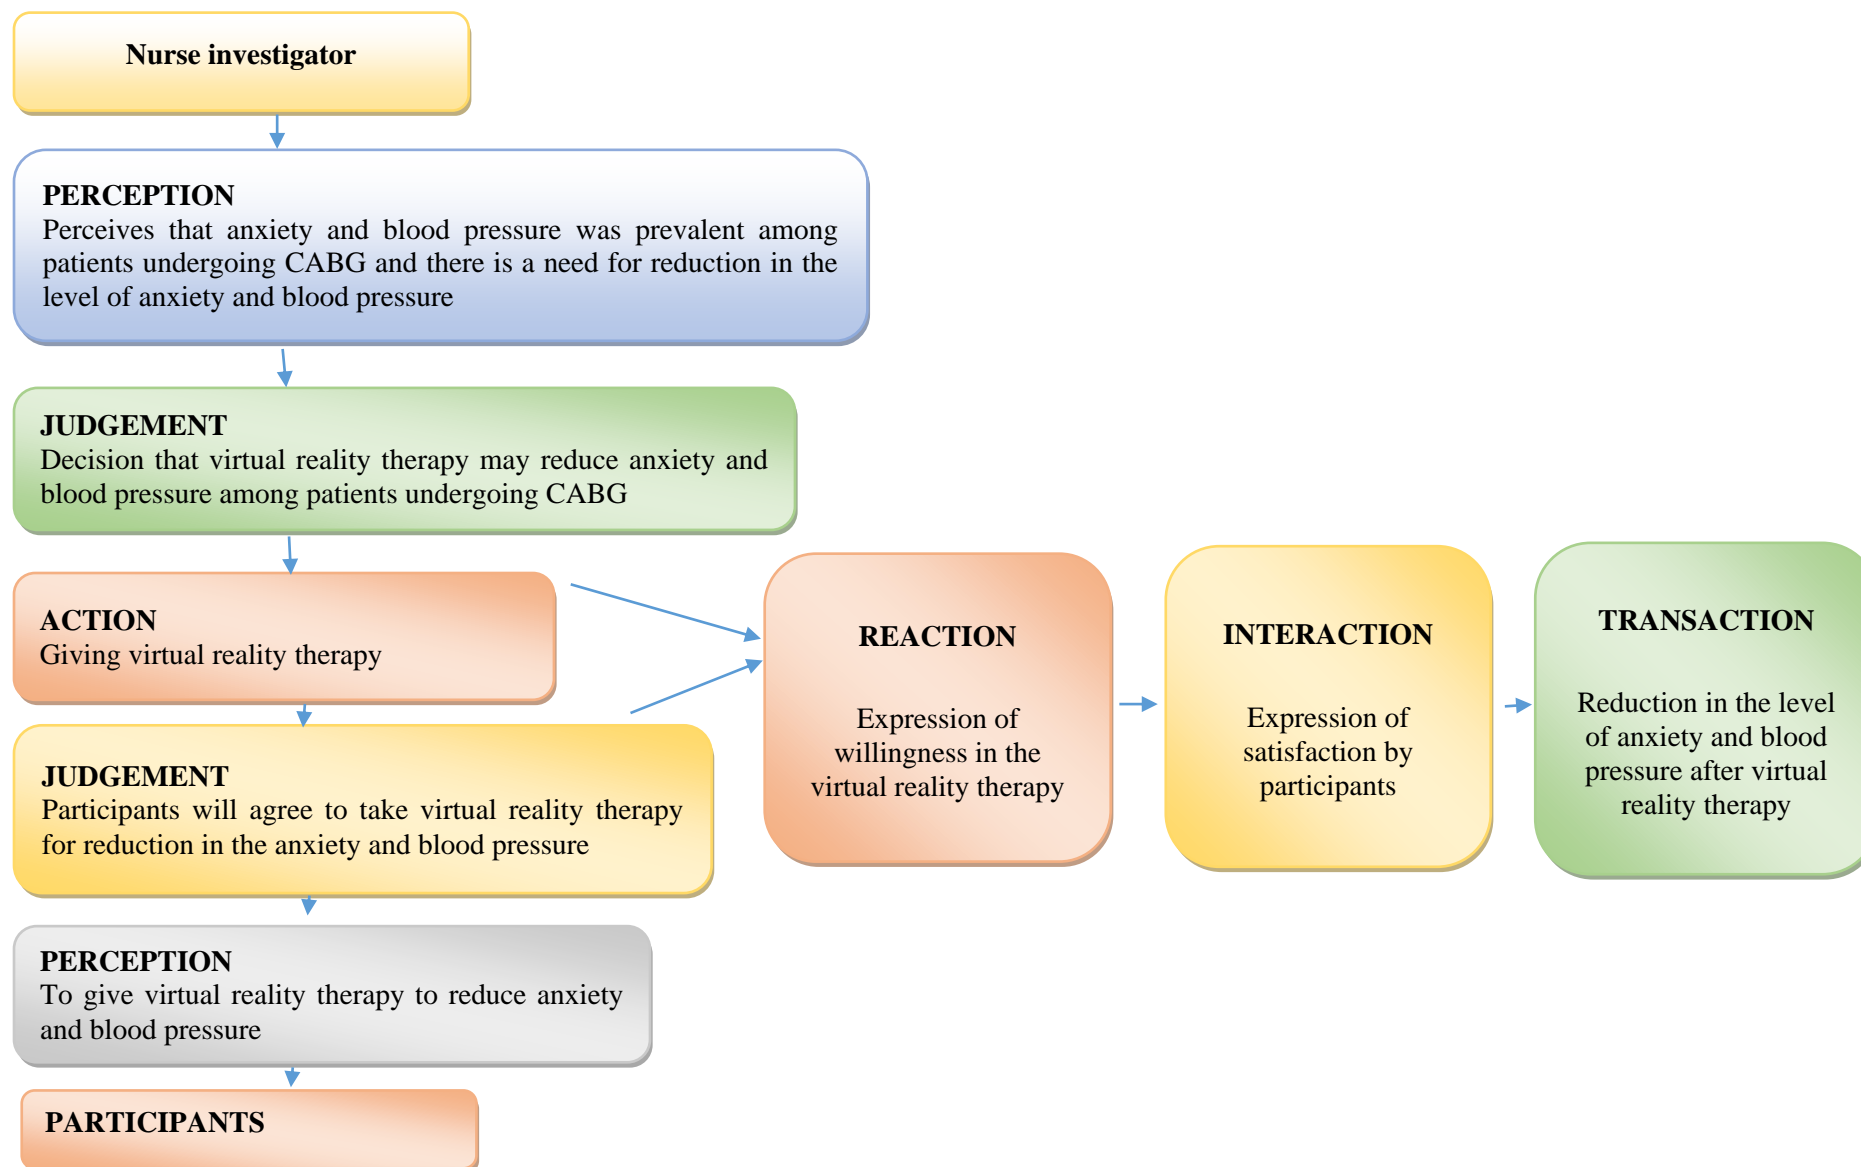 Nurse investigator
PERCEPTION
Perceives that anxiety and blood pressure was prevalent among
patients undergoing CABG and there is a need for reduction in the
level of anxiety and blood pressure
JUDGEMENT
Decision that virtual reality therapy may reduce anxiety and
blood pressure among patients undergoing CABG
ACTION
Giving virtual reality therapy
JUDGEMENT
Participants will agree to take virtual reality therapy
for reduction in the anxiety and blood pressure
PERCEPTION
To give virtual reality therapy to reduce anxiety
and blood pressure
PARTICIPANTS
REACTION
Expression of
willingness in the
virtual reality therapy
INTERACTION
Expression of
satisfaction by
participants
TRANSACTION
Reduction in the level
of anxiety and blood
pressure after virtual
reality therapy